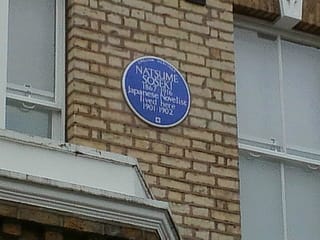 NATSUME
SOSEKI
1867-1916
Japanese Novelist
lived here
1901-1902